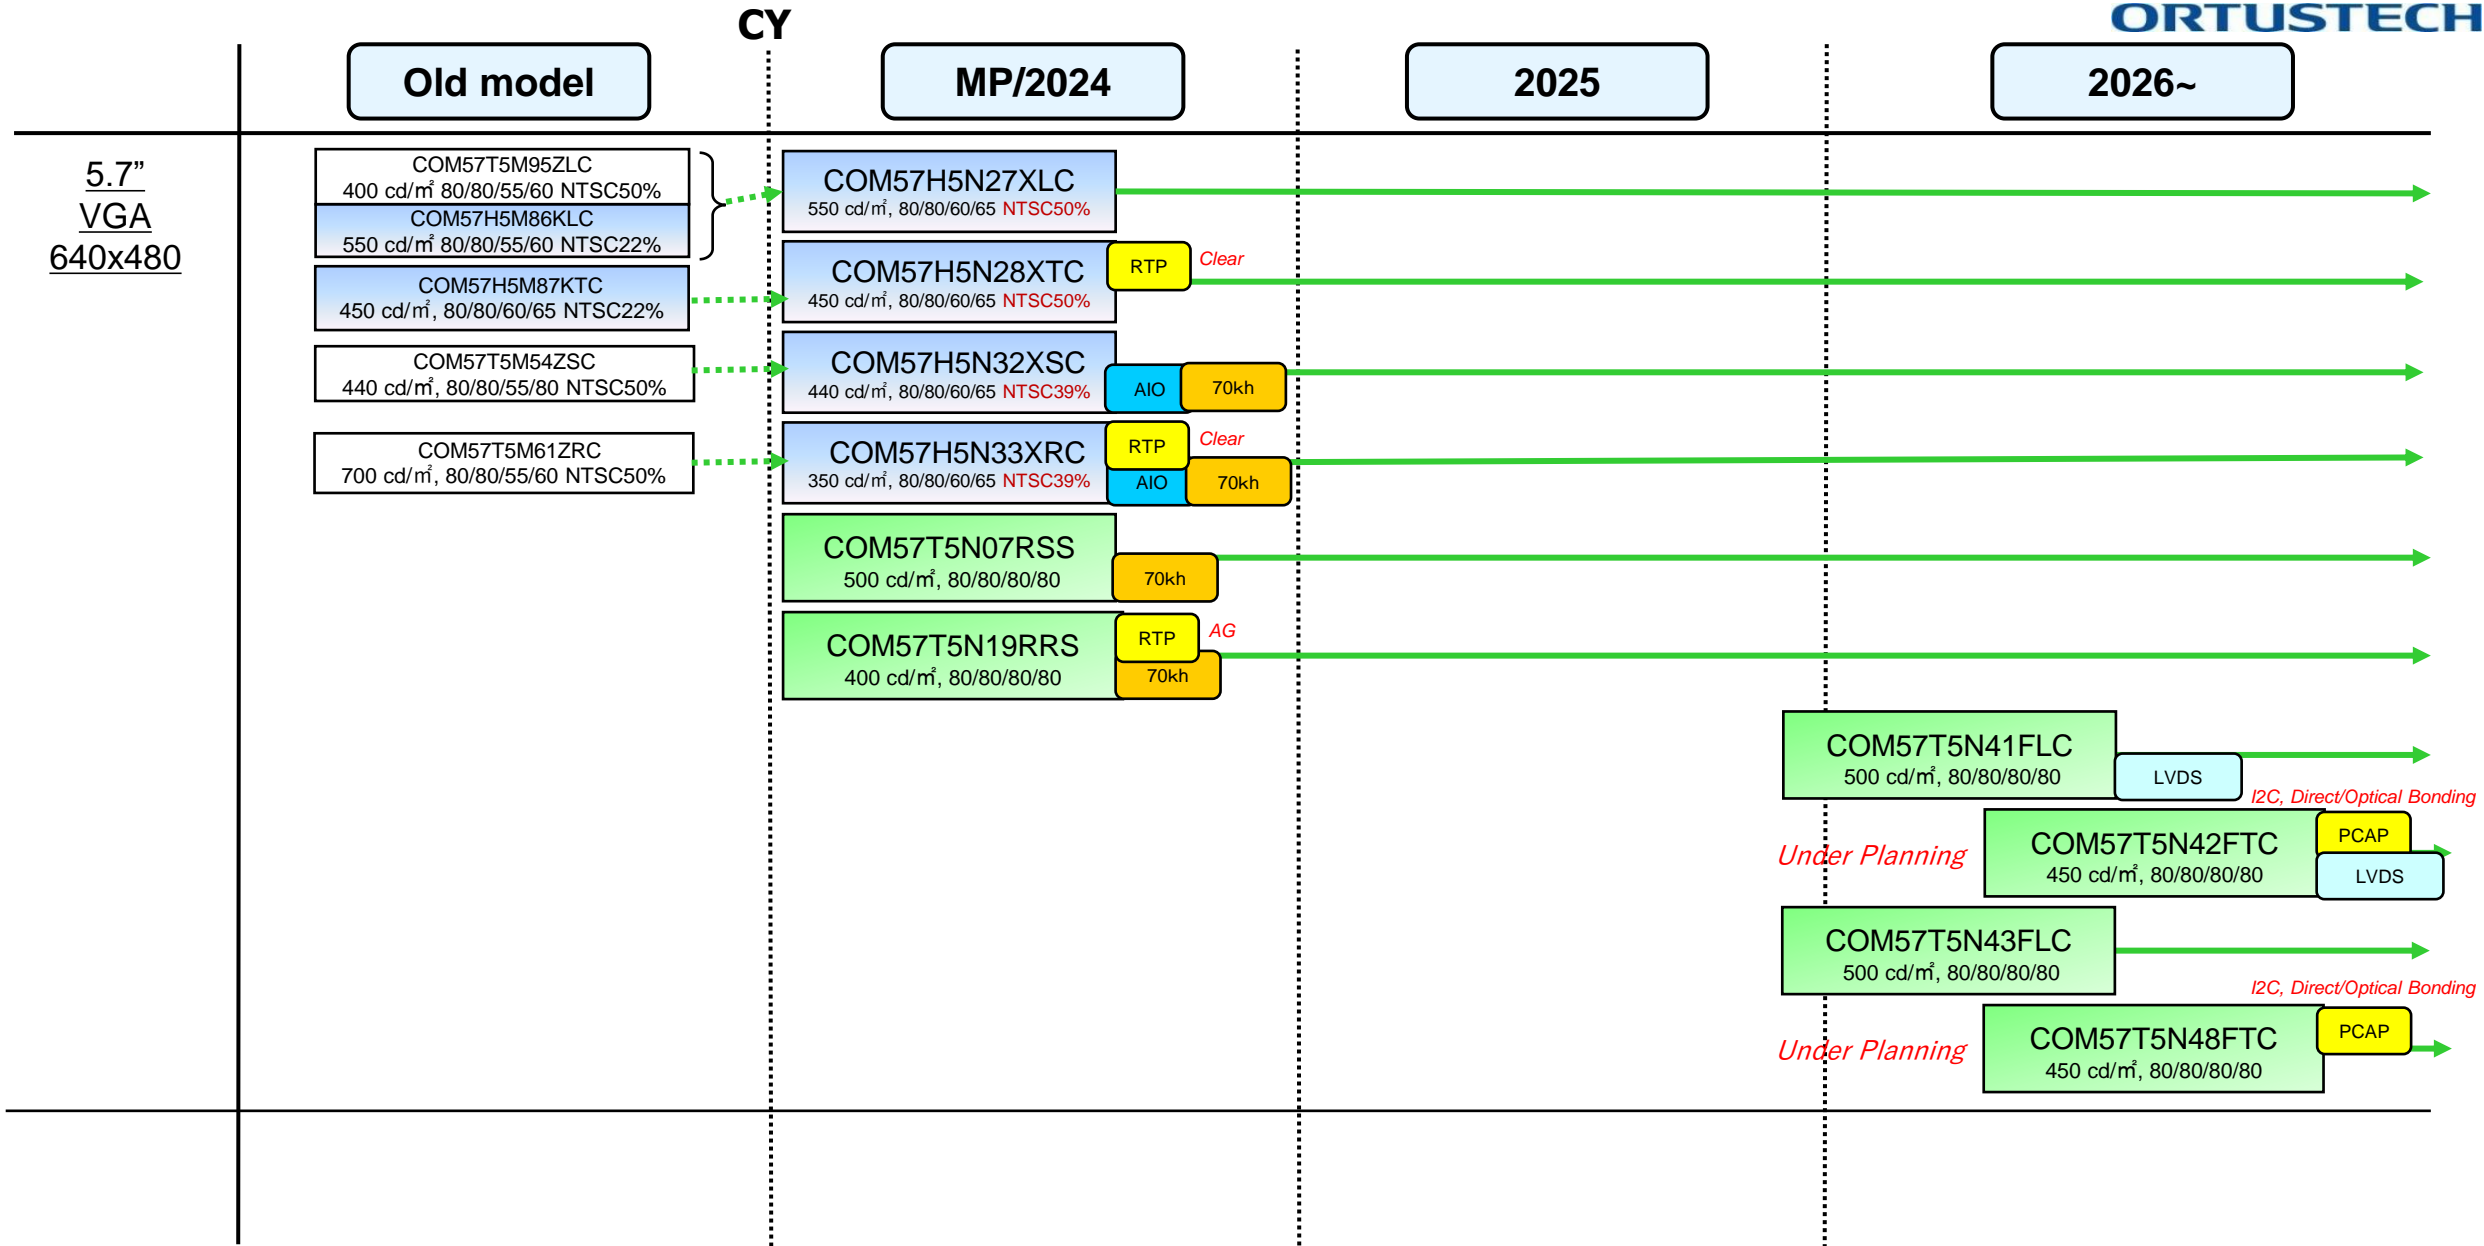 CY
ORTUSTECH
Old model
MP/2024
2025
2026~
5.7”
VGA
640x480
COM57T5M95ZLC
400 cd/㎡ 80/80/55/60 NTSC50%
COM57H5M86KLC
550 cd/㎡ 80/80/55/60 NTSC22%
COM57H5M87KTC
450 cd/㎡, 80/80/60/65 NTSC22%
COM57T5M54ZSC
440 cd/㎡, 80/80/55/80 NTSC50%
COM57T5M61ZRC
700 cd/㎡, 80/80/55/60 NTSC50%
COM57H5N27XLC
550 cd/㎡, 80/80/60/65 NTSC50%
COM57H5N28XTC
450 cd/㎡, 80/80/60/65 NTSC50%
RTP
Clear
COM57H5N32XSC
440 cd/㎡, 80/80/60/65 NTSC39%
AIO
70kh
COM57H5N33XRC
350 cd/㎡, 80/80/60/65 NTSC39%
RTP
Clear
AIO
70kh
COM57T5N07RSS
500 cd/㎡, 80/80/80/80
70kh
COM57T5N19RRS
400 cd/㎡, 80/80/80/80
RTP
AG
70kh
COM57T5N41FLC
500 cd/㎡, 80/80/80/80
LVDS
I2C, Direct/Optical Bonding
Under Planning
COM57T5N42FTC
450 cd/㎡, 80/80/80/80
PCAP
LVDS
COM57T5N43FLC
500 cd/㎡, 80/80/80/80
I2C, Direct/Optical Bonding
Under Planning
COM57T5N48FTC
450 cd/㎡, 80/80/80/80
PCAP